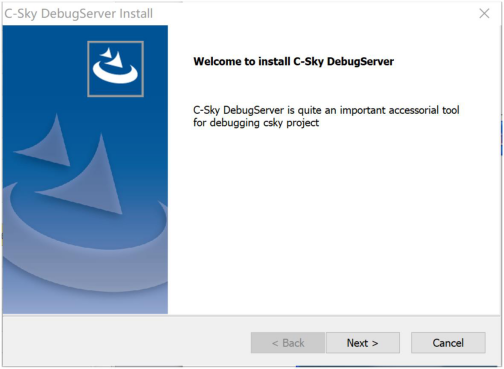 C-Sky DebugServer Install
Welcome to install C-Sky DebugServer
C-Sky DebugServer is quite an important accessorial tool
for debugging csky project
< Back Next > Cancel